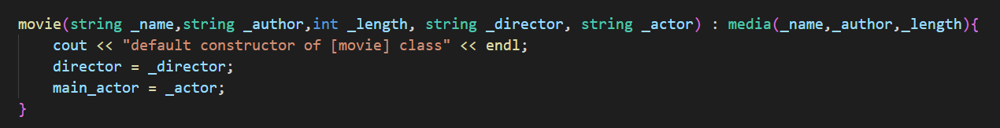 movie(string _name,string _author,int _length, string _director, string _actor) : media(_name,_author,_length){
    cout << "default constructor of [movie] class" << endl;
    director = _director;
    main_actor = _actor;
}